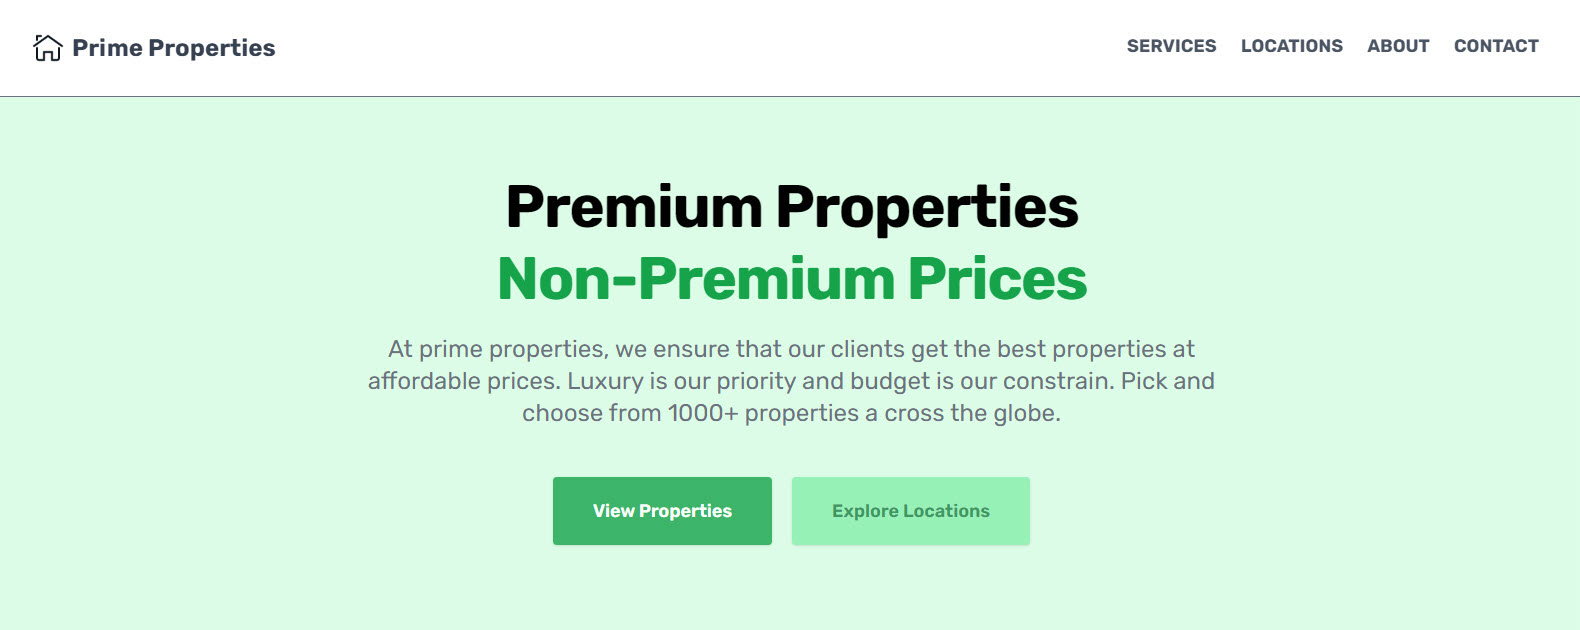 Prime Properties
SERVICES LOCATIONS ABOUT CONTACT
Premium Properties
Non-Premium Prices
At prime properties, we ensure that our clients get the best properties at
affordable prices. Luxury is our priority and budget is our constrain. Pick and
choose from 1000+ properties a cross the globe.
View Properties
Explore Locations